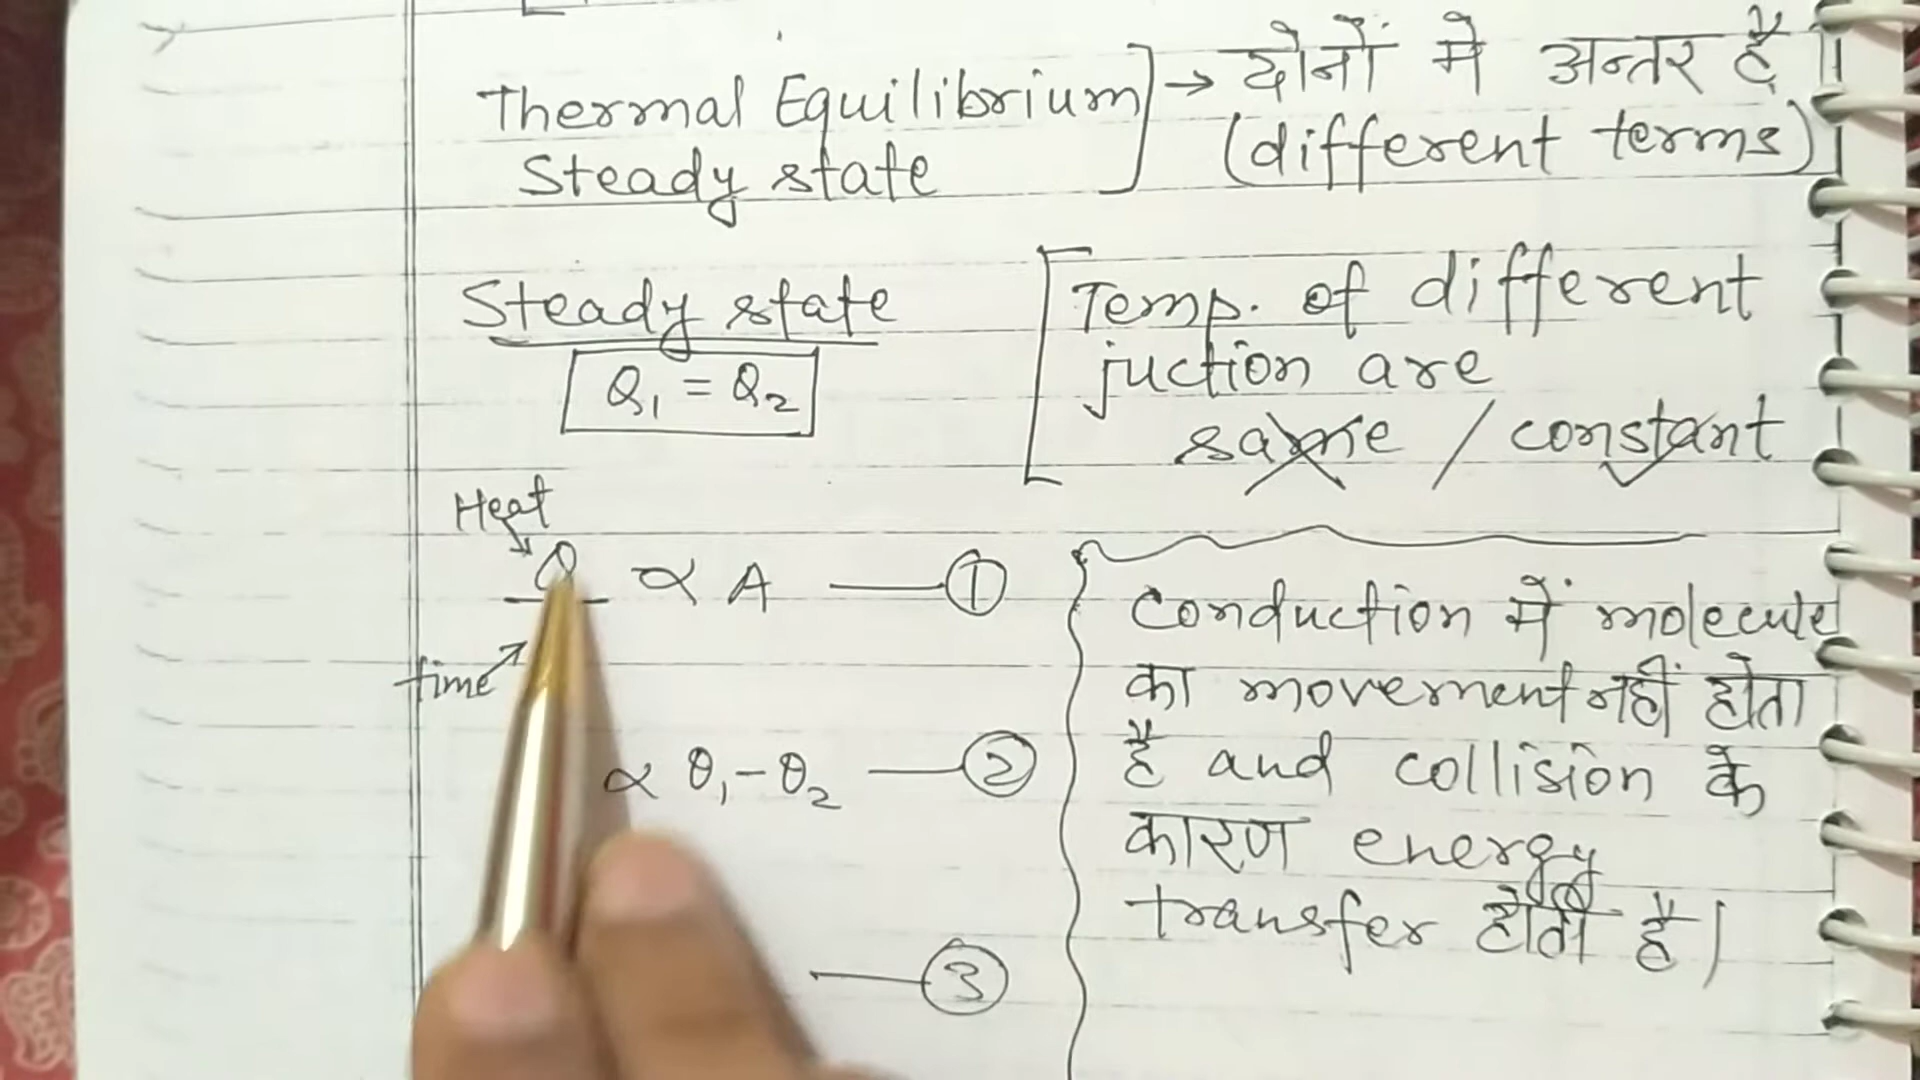 Thermal Equilibrium
Steady state
→ दोनों मे अन्तर है।
(different terms)
Steady state
Q₁ = Q₂
Temp. of different
juction are
same / constant
Heat
Q ∝ A — ①
time
∝ θ₁ - θ₂ — ②
— ③
Conduction में molecule
का movement नहीं होता
है and collision के
कारण energy
transfer होती है।